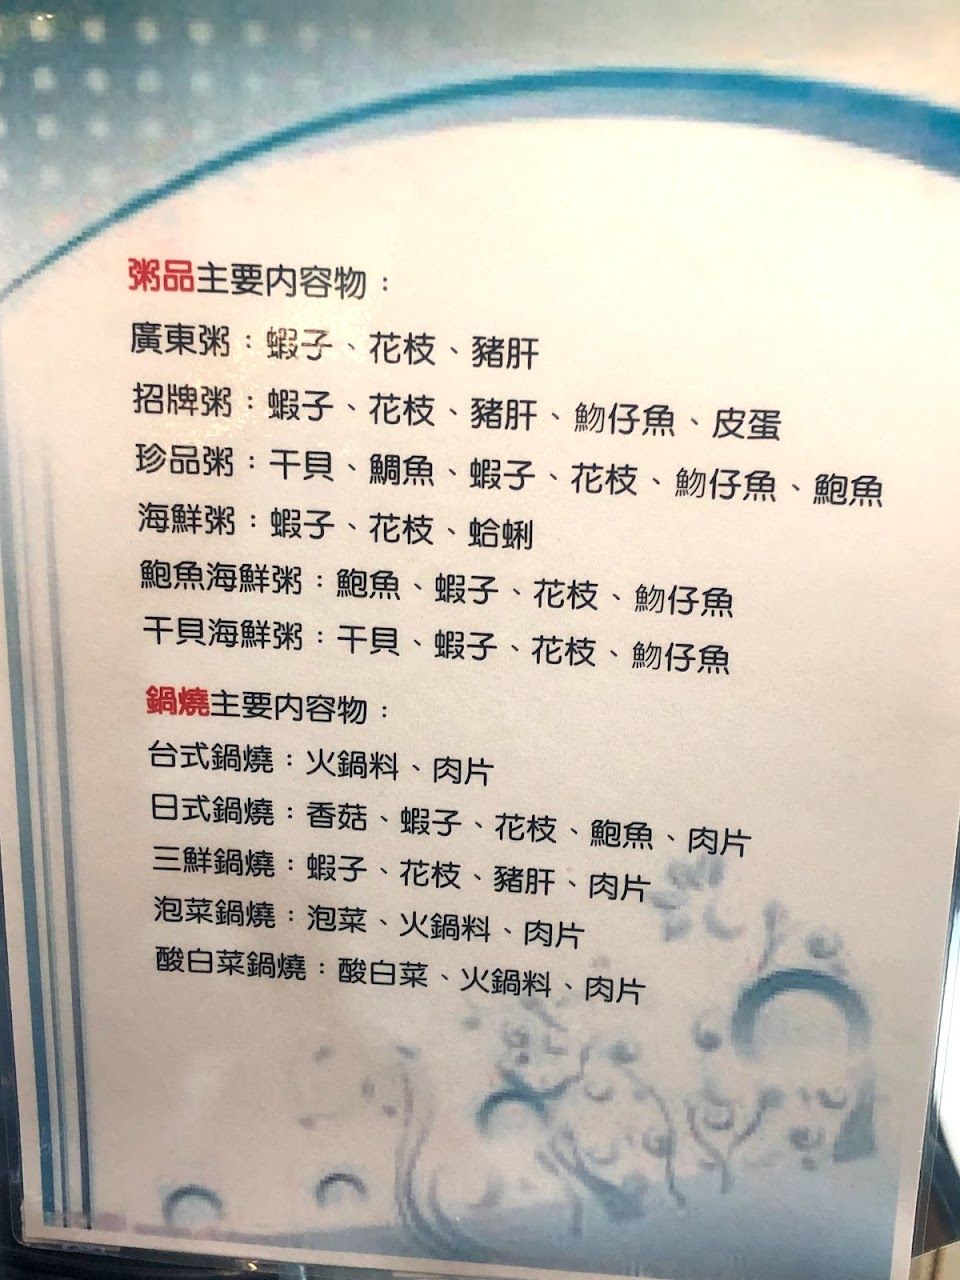 粥品主要內容物：
廣東粥：蝦子、花枝、豬肝
招牌粥：蝦子、花枝、豬肝、魩仔魚、皮蛋
珍品粥：干貝、鯛魚、蝦子、花枝、魩仔魚、鮑魚
海鮮粥：蝦子、花枝、蛤蜊
鮑魚海鮮粥：鮑魚、蝦子、花枝、魩仔魚
干貝海鮮粥：干貝、蝦子、花枝、魩仔魚
鍋燒主要內容物：
台式鍋燒：火鍋料、肉片
日式鍋燒：香菇、蝦子、花枝、鮑魚、肉片
三鮮鍋燒：蝦子、花枝、豬肝、肉片
泡菜鍋燒：泡菜、火鍋料、肉片
酸白菜鍋燒：酸白菜、火鍋料、肉片